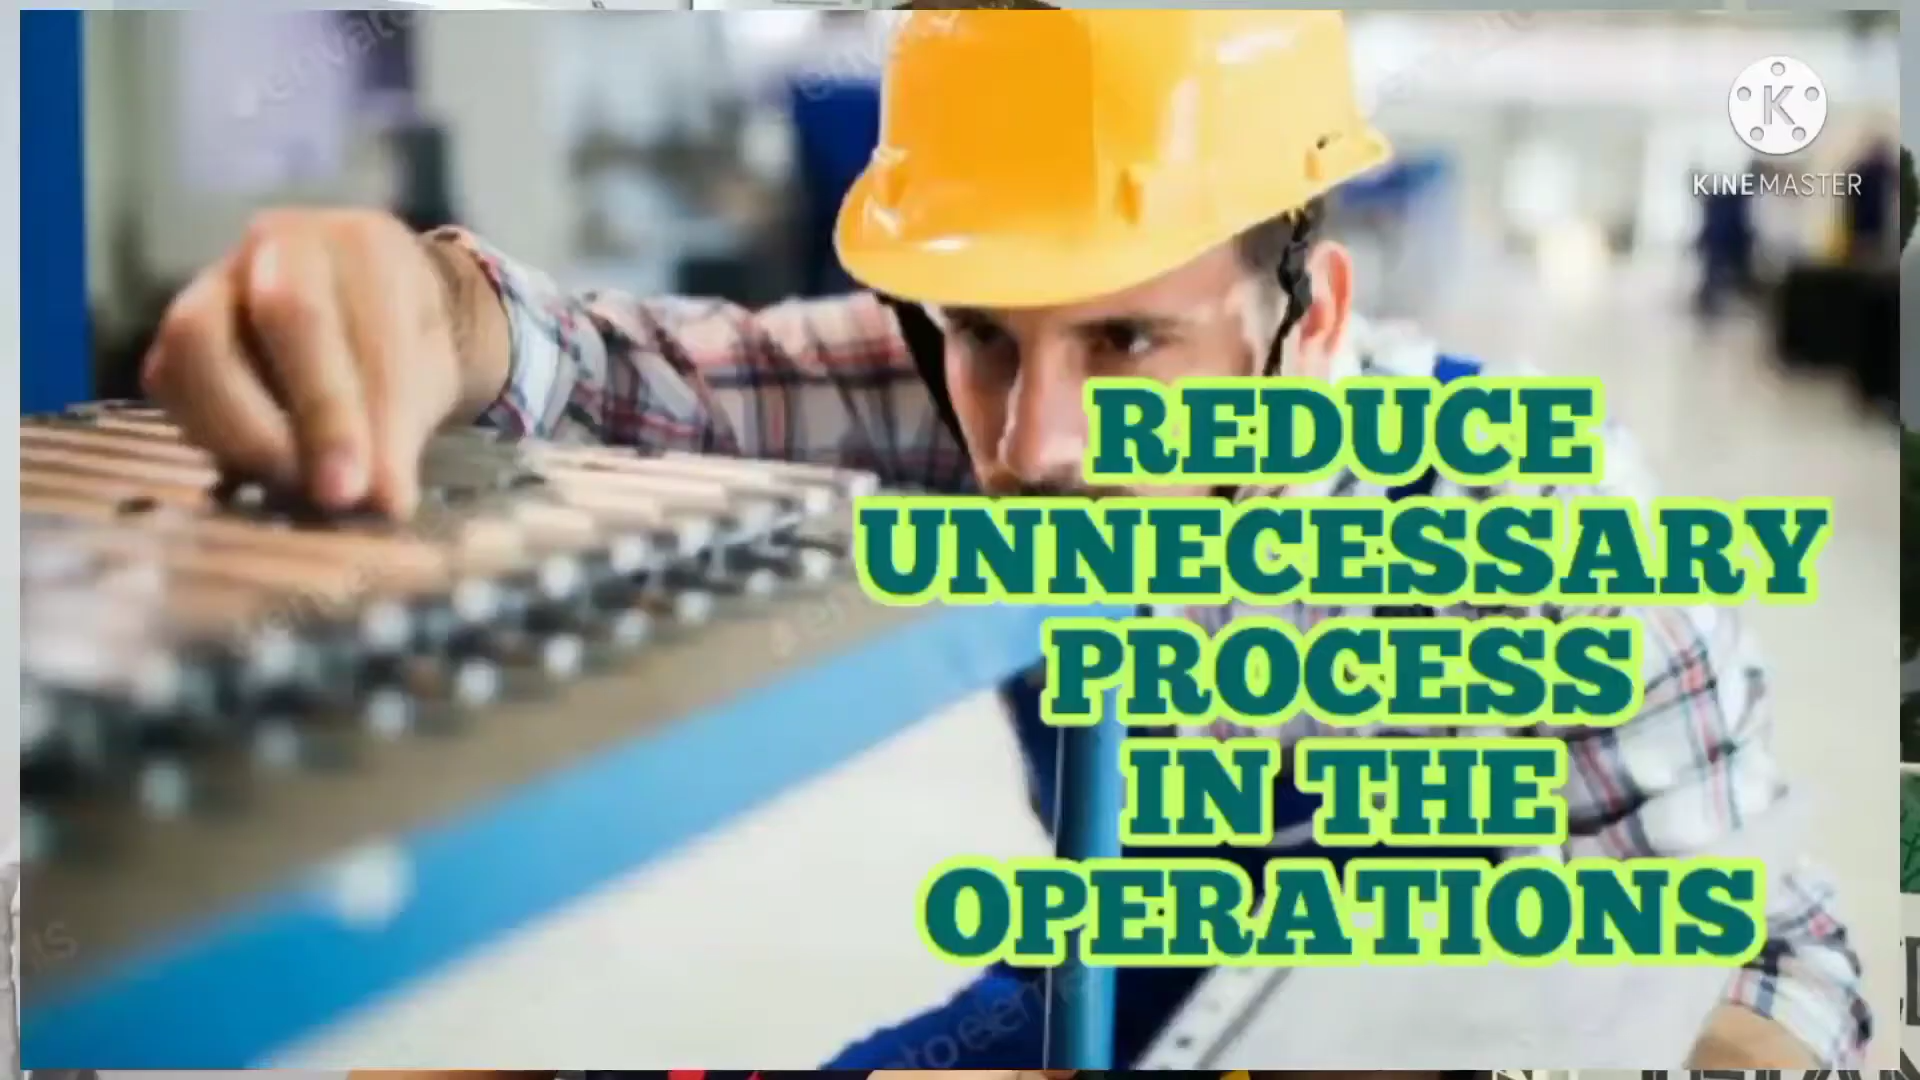 KINEMASTER
REDUCE
UNNECESSARY
PROCESS
IN THE
OPERATIONS